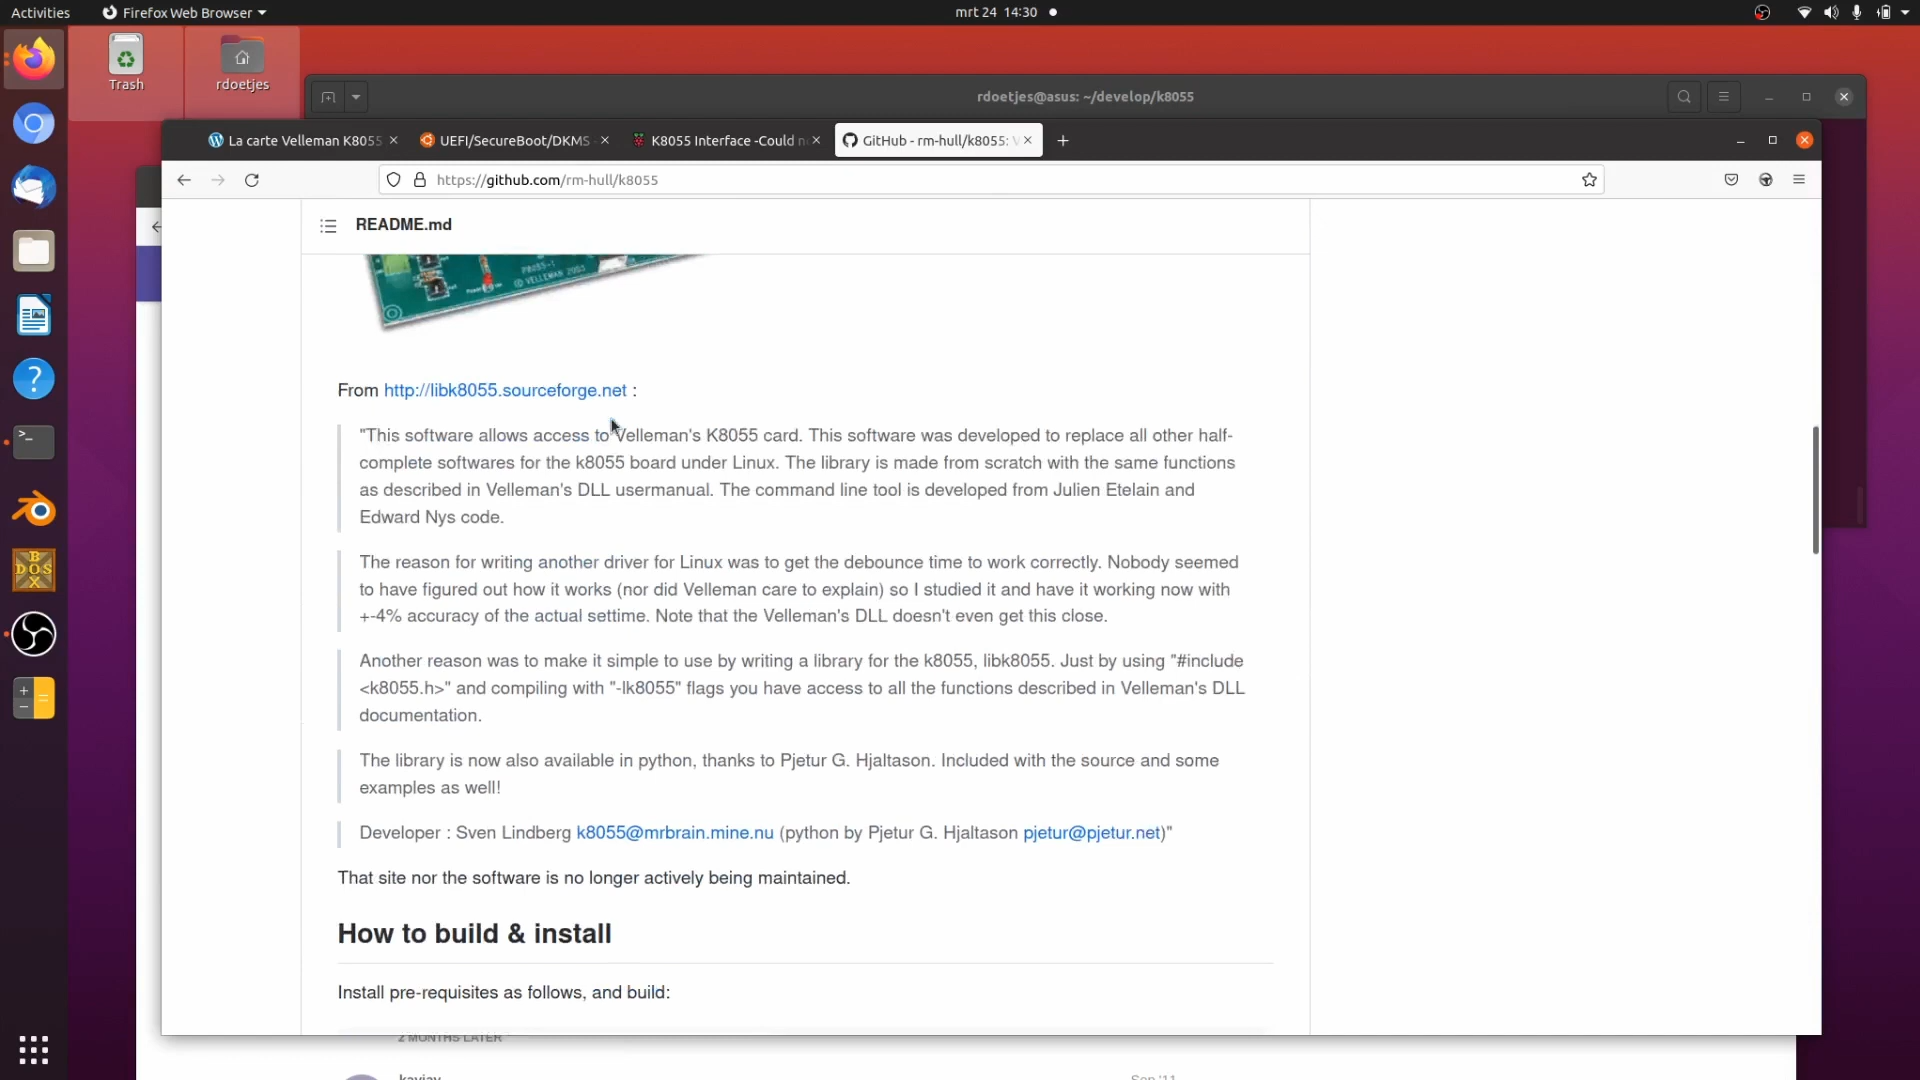 Activities
Firefox Web Browser
mrt 24 14:30
Trash
rdoetjes
rdoetjes@asus: ~/develop/k8055
La carte Velleman K8055
UEFI/SecureBoot/DKMS
K8055 Interface -Could n
GitHub - rm-hull/k8055: V
https://github.com/rm-hull/k8055
README.md
© VELLEMAN 2005
From http://libk8055.sourceforge.net :
"This software allows access to Velleman's K8055 card. This software was developed to replace all other half-
complete softwares for the k8055 board under Linux. The library is made from scratch with the same functions
as described in Velleman's DLL usermanual. The command line tool is developed from Julien Etelain and
Edward Nys code.
The reason for writing another driver for Linux was to get the debounce time to work correctly. Nobody seemed
to have figured out how it works (nor did Velleman care to explain) so I studied it and have it working now with
+-4% accuracy of the actual settime. Note that the Velleman's DLL doesn't even get this close.
Another reason was to make it simple to use by writing a library for the k8055, libk8055. Just by using "#include
<k8055.h>" and compiling with "-lk8055" flags you have access to all the functions described in Velleman's DLL
documentation.
The library is now also available in python, thanks to Pjetur G. Hjaltason. Included with the source and some
examples as well!
Developer : Sven Lindberg k8055@mrbrain.mine.nu (python by Pjetur G. Hjaltason pjetur@pjetur.net)"
That site nor the software is no longer actively being maintained.
How to build & install
Install pre-requisites as follows, and build:
2 MONTHS LATER
Sep '11